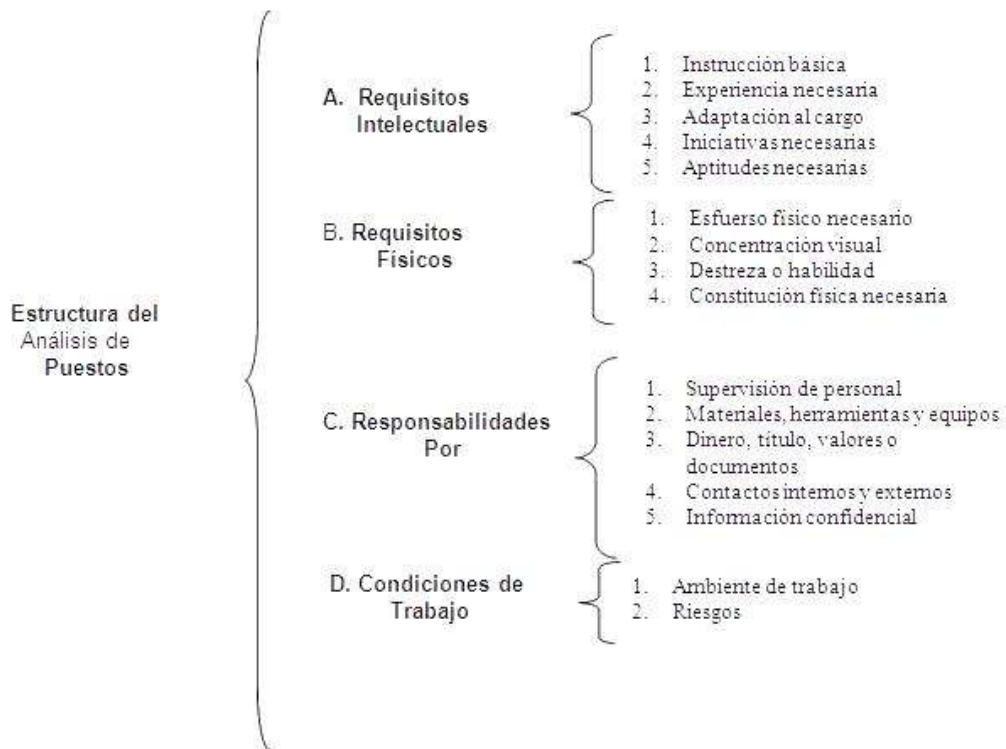 Estructura del
Análisis de
Puestos
A. Requisitos
Intelectuales
1. Instrucción básica
2. Experiencia necesaria
3. Adaptación al cargo
4. Iniciativas necesarias
5. Aptitudes necesarias
B. Requisitos
Físicos
1. Esfuerso físico necesario
2. Concentración visual
3. Destreza o habilidad
4. Constitución física necesaria
C. Responsabilidades
Por
1. Supervisión de personal
2. Materiales, herramientas y equipos
3. Dinero, título, valores o
documentos
4. Contactos internos y externos
5. Información confidencial
D. Condiciones de
Trabajo
1. Ambiente de trabajo
2. Riesgos